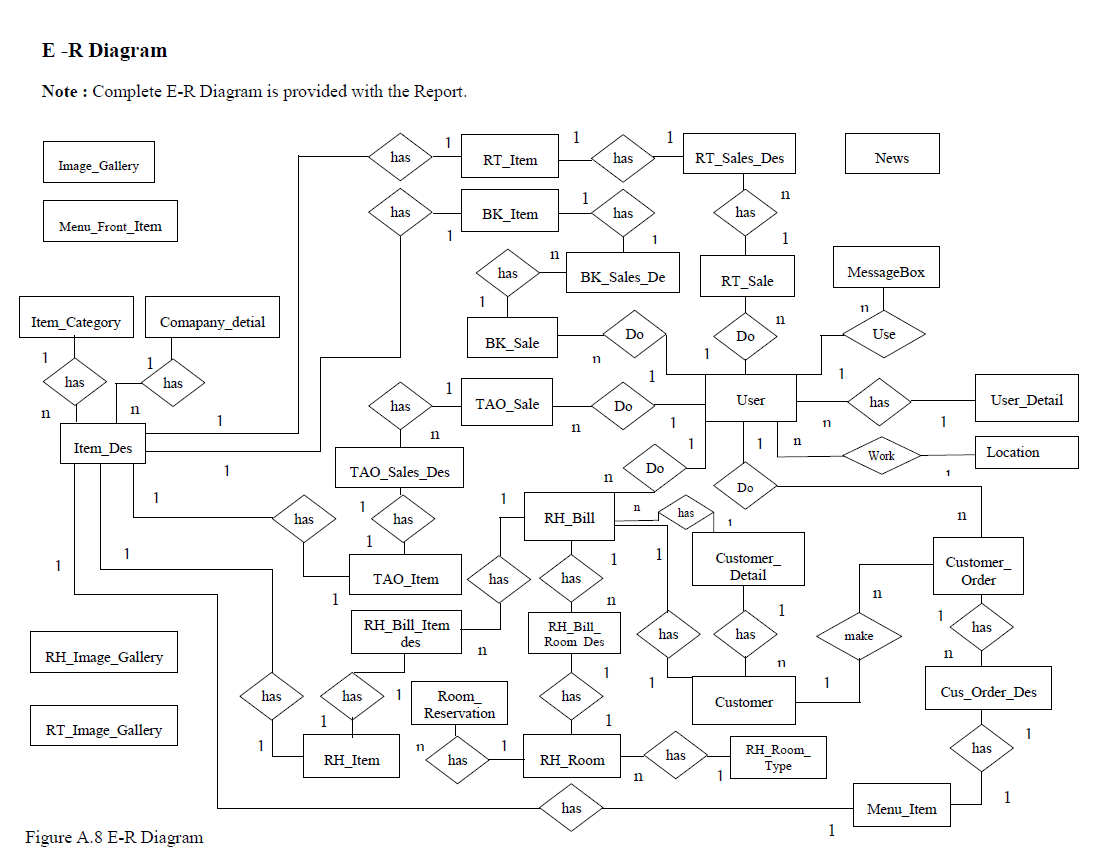 E -R Diagram
Note : Complete E-R Diagram is provided with the Report.
Image_Gallery
has
1
RT_Item
1
has
1
RT_Sales_Des
News
Menu_Front_Item
has
1
BK_Item
1
has
1
n
has
1
has
n
BK_Sales_De
1
RT_Sale
MessageBox
Item_Category
Comapany_detial
BK_Sale
n
Do
n
Do
1
n
Use
1
1
has
n
1
has
n
has
1
TAO_Sale
n
Do
1
1
User
n
has
1
User_Detail
Item_Des
1
1
n
TAO_Sales_Des
n
Do
1
1
Do
n
Work
1
Location
1
has
1
has
1
1
RH_Bill
n
has
1
n
1
1
TAO_Item
1
has
has
1
n
1
Customer_
Detail
Customer_
Order
RH_Bill_Item
des
n
RH_Bill_
Room_Des
has
has
1
n
n
make
1
1
has
n
RH_Image_Gallery
has
1
has
1
1
Room_
Reservation
1
has
1
1
Customer
1
Cus_Order_Des
RT_Image_Gallery
RH_Item
n
has
1
RH_Room
n
has
1
RH_Room_
Type
1
has
1
has
1
Menu_Item
Figure A.8 E-R Diagram